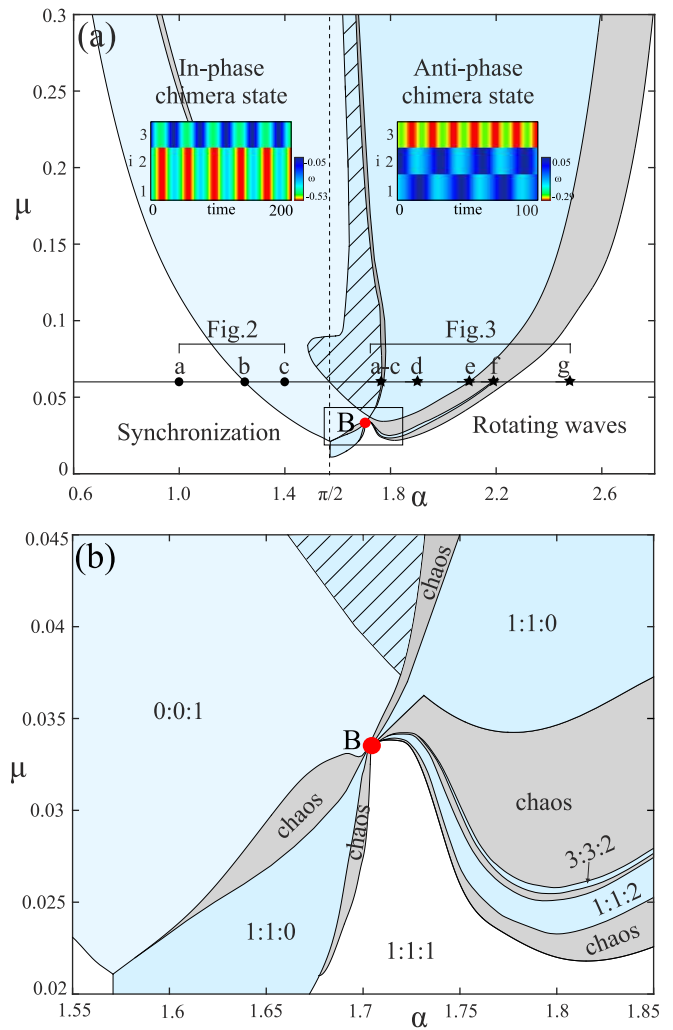 (a)
0.3
0.25
0.2
0.15
0.1
0.05
0
μ
In-phase
chimera state
Anti-phase
chimera state
3
i 2
1
-0.05
ω
-0.53
0 time 200
3
i 2
1
-0.05
ω
-0.29
0 time 100
Fig.2
Fig.3
a b c a-c d e f g
B
Synchronization
Rotating waves
0.6 1.0 1.4 π/2 1.8 2.2 2.6
α
(b)
0.045
0.04
0.035
0.03
0.025
0.02
μ
chaos
1:1:0
0:0:1
B
chaos
chaos
chaos
3:3:2
1:1:2
1:1:0
chaos
1:1:1
1.55 1.6 1.65 1.7 1.75 1.8 1.85
α